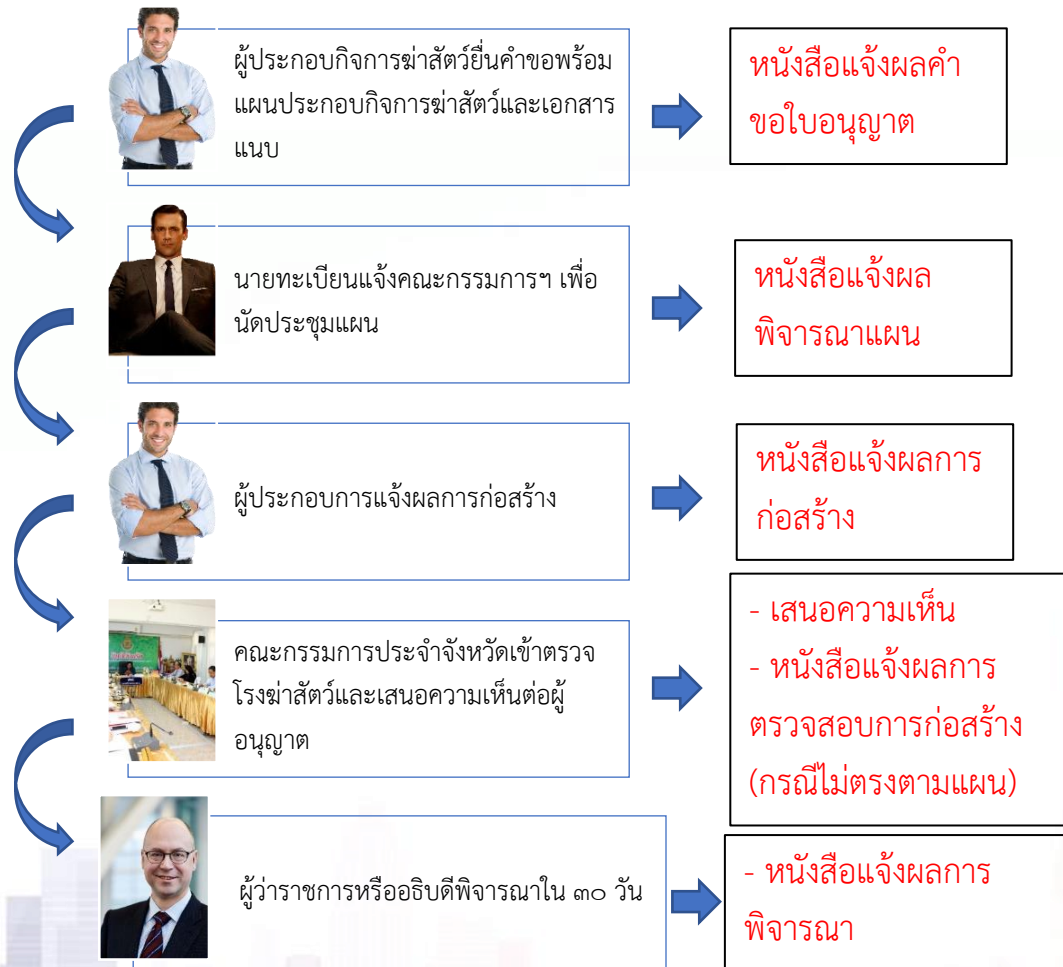 ผู้ประกอบกิจการฆ่าสัตว์ยื่นคำขอพร้อม
แผนประกอบกิจการฆ่าสัตว์และเอกสาร
แนบ
หนังสือแจ้งผลคำ
ขอใบอนุญาต
นายทะเบียนแจ้งคณะกรรมการฯ เพื่อ
นัดประชุมแผน
หนังสือแจ้งผล
พิจารณาแผน
ผู้ประกอบการแจ้งผลการก่อสร้าง
หนังสือแจ้งผลการ
ก่อสร้าง
คณะกรรมการประจำจังหวัดเข้าตรวจ
โรงฆ่าสัตว์และเสนอความเห็นต่อผู้
อนุญาต
- เสนอความเห็น
- หนังสือแจ้งผลการ
ตรวจสอบการก่อสร้าง
(กรณีไม่ตรงตามแผน)
ผู้ว่าราชการหรืออธิบดีพิจารณาใน ๓๐ วัน
- หนังสือแจ้งผลการ
พิจารณา